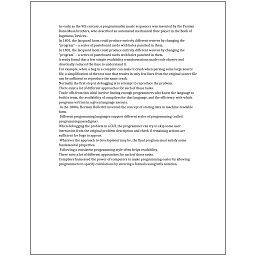 As early as the 9th century, a programmable music sequencer was invented by the Persian
Banu Musa brothers, who described an automated mechanical flute player in the Book of
Ingenious Devices.
In 1801, the Jacquard loom could produce entirely different weaves by changing the
"program" – a series of pasteboard cards with holes punched in them.
In 1801, the Jacquard loom could produce entirely different weaves by changing the
"program" – a series of pasteboard cards with holes punched in them.
A study found that a few simple readability transformations made code shorter and
drastically reduced the time to understand it.
For example, when a bug in a compiler can make it crash when parsing some large source
file, a simplification of the test case that results in only few lines from the original source file
can be sufficient to reproduce the same crash.
Normally the first step in debugging is to attempt to reproduce the problem.
There exist a lot of different approaches for each of those tasks.
Trade-offs from this ideal involve finding enough programmers who know the language to
build a team, the availability of compilers for that language, and the efficiency with which
programs written in a given language execute.
In the 1880s, Herman Hollerith invented the concept of storing data in machine-readable
form.
Different programming languages support different styles of programming (called
programming paradigms).
When debugging the problem in a GUI, the programmer can try to skip some user
interaction from the original problem description and check if remaining actions are
sufficient for bugs to appear.
Whatever the approach to development may be, the final program must satisfy some
fundamental properties.
Following a consistent programming style often helps readability.
There exist a lot of different approaches for each of those tasks.
Compilers harnessed the power of computers to make programming easier by allowing
programmers to specify calculations by entering a formula using infix notation.